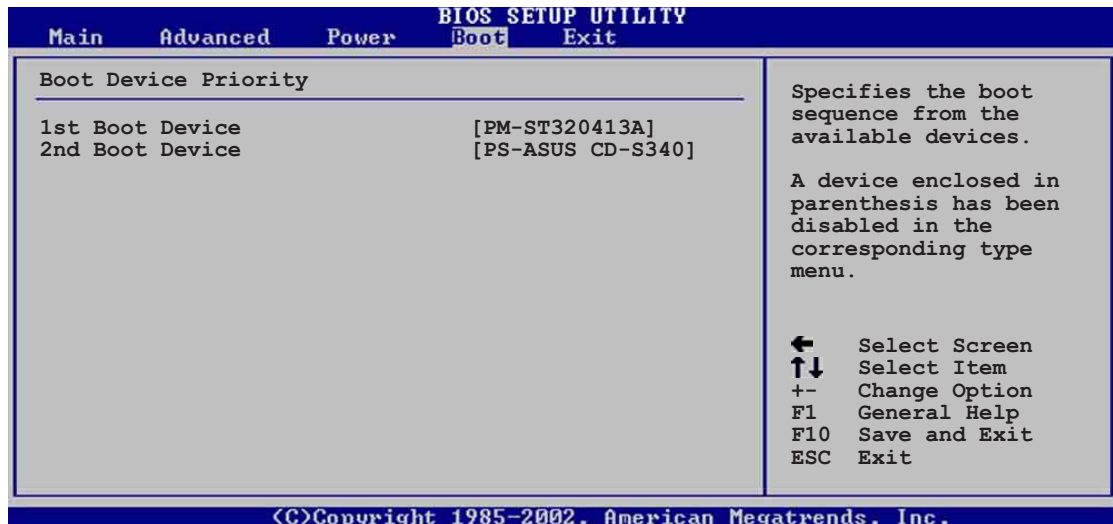 BIOS SETUP UTILITY
Main Advanced Power Boot Exit
Boot Device Priority
1st Boot Device [PM-ST320413A]
2nd Boot Device [PS-ASUS CD-S340]
Specifies the boot
sequence from the
available devices.
A device enclosed in
parenthesis has been
disabled in the
corresponding type
menu.
← Select Screen
↑↓ Select Item
+- Change Option
F1 General Help
F10 Save and Exit
ESC Exit
(C)Copyright 1985-2002, American Megatrends, Inc.